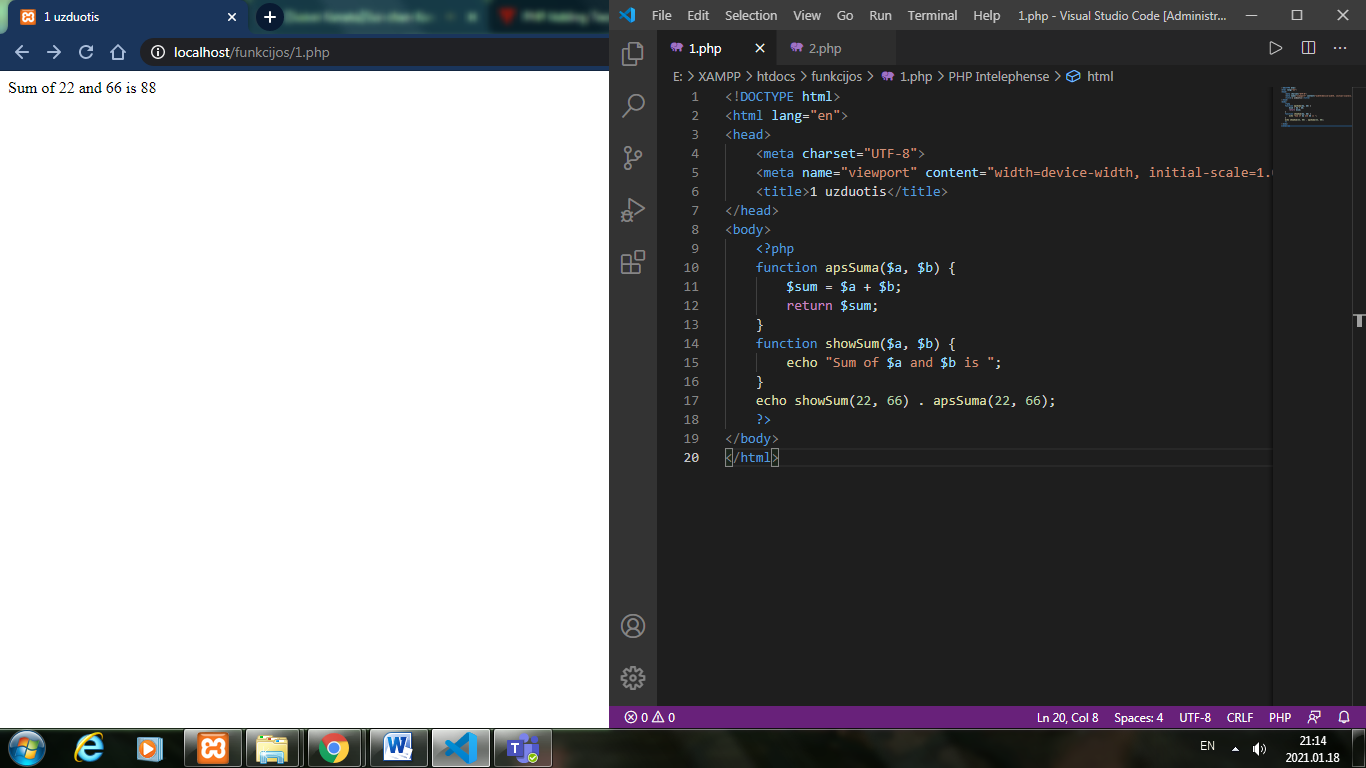 1 uzduotis
localhost/funkcijos/1.php
Sum of 22 and 66 is 88
File Edit Selection View Go Run Terminal Help 1.php - Visual Studio Code [Administr...
1.php 2.php
E: > XAMPP > htdocs > funkcijos > 1.php > PHP Intelephense > html
1 <!DOCTYPE html>
2 <html lang="en">
3 <head>
4 <meta charset="UTF-8">
5 <meta name="viewport" content="width=device-width, initial-scale=1.
6 <title>1 uzduotis</title>
7 </head>
8 <body>
9 <?php
10 function apsSuma($a, $b) {
11 $sum = $a + $b;
12 return $sum;
13 }
14 function showSum($a, $b) {
15 echo "Sum of $a and $b is ";
16 }
17 echo showSum(22, 66) . apsSuma(22, 66);
18 ?>
19 </body>
20 </html>
0 0 Ln 20, Col 8 Spaces: 4 UTF-8 CRLF PHP
EN 21:14
2021.01.18